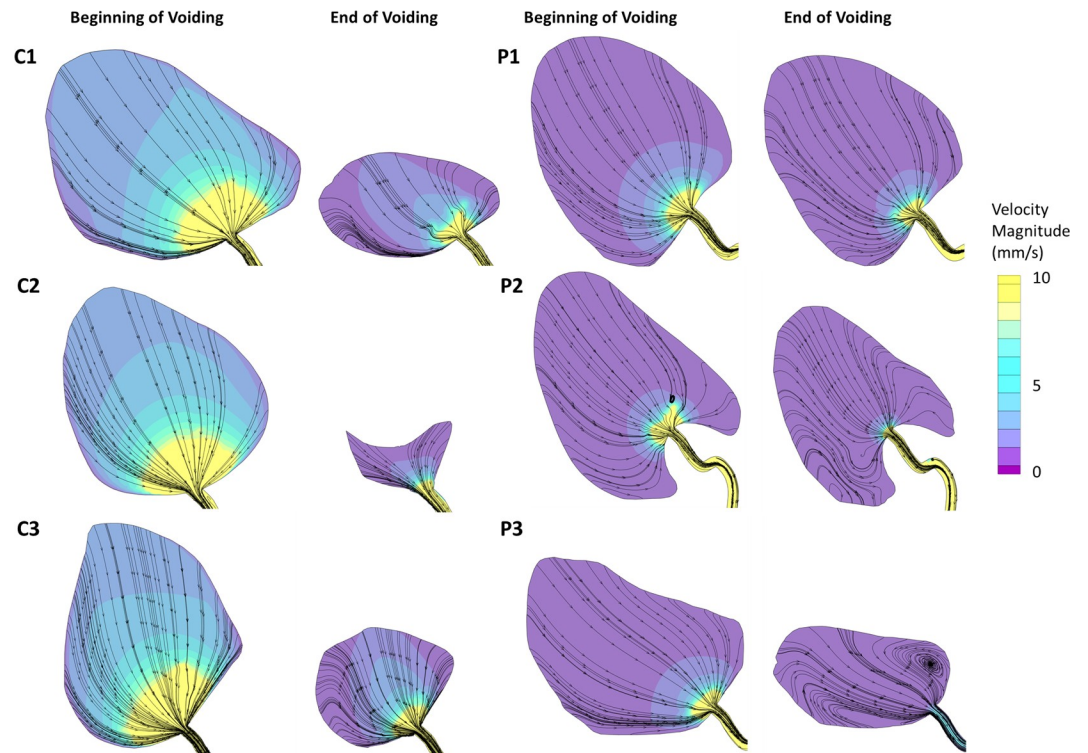 Beginning of Voiding End of Voiding Beginning of Voiding End of Voiding
C1 P1
Velocity
Magnitude
(mm/s)
10
5
0
C2 P2
C3 P3